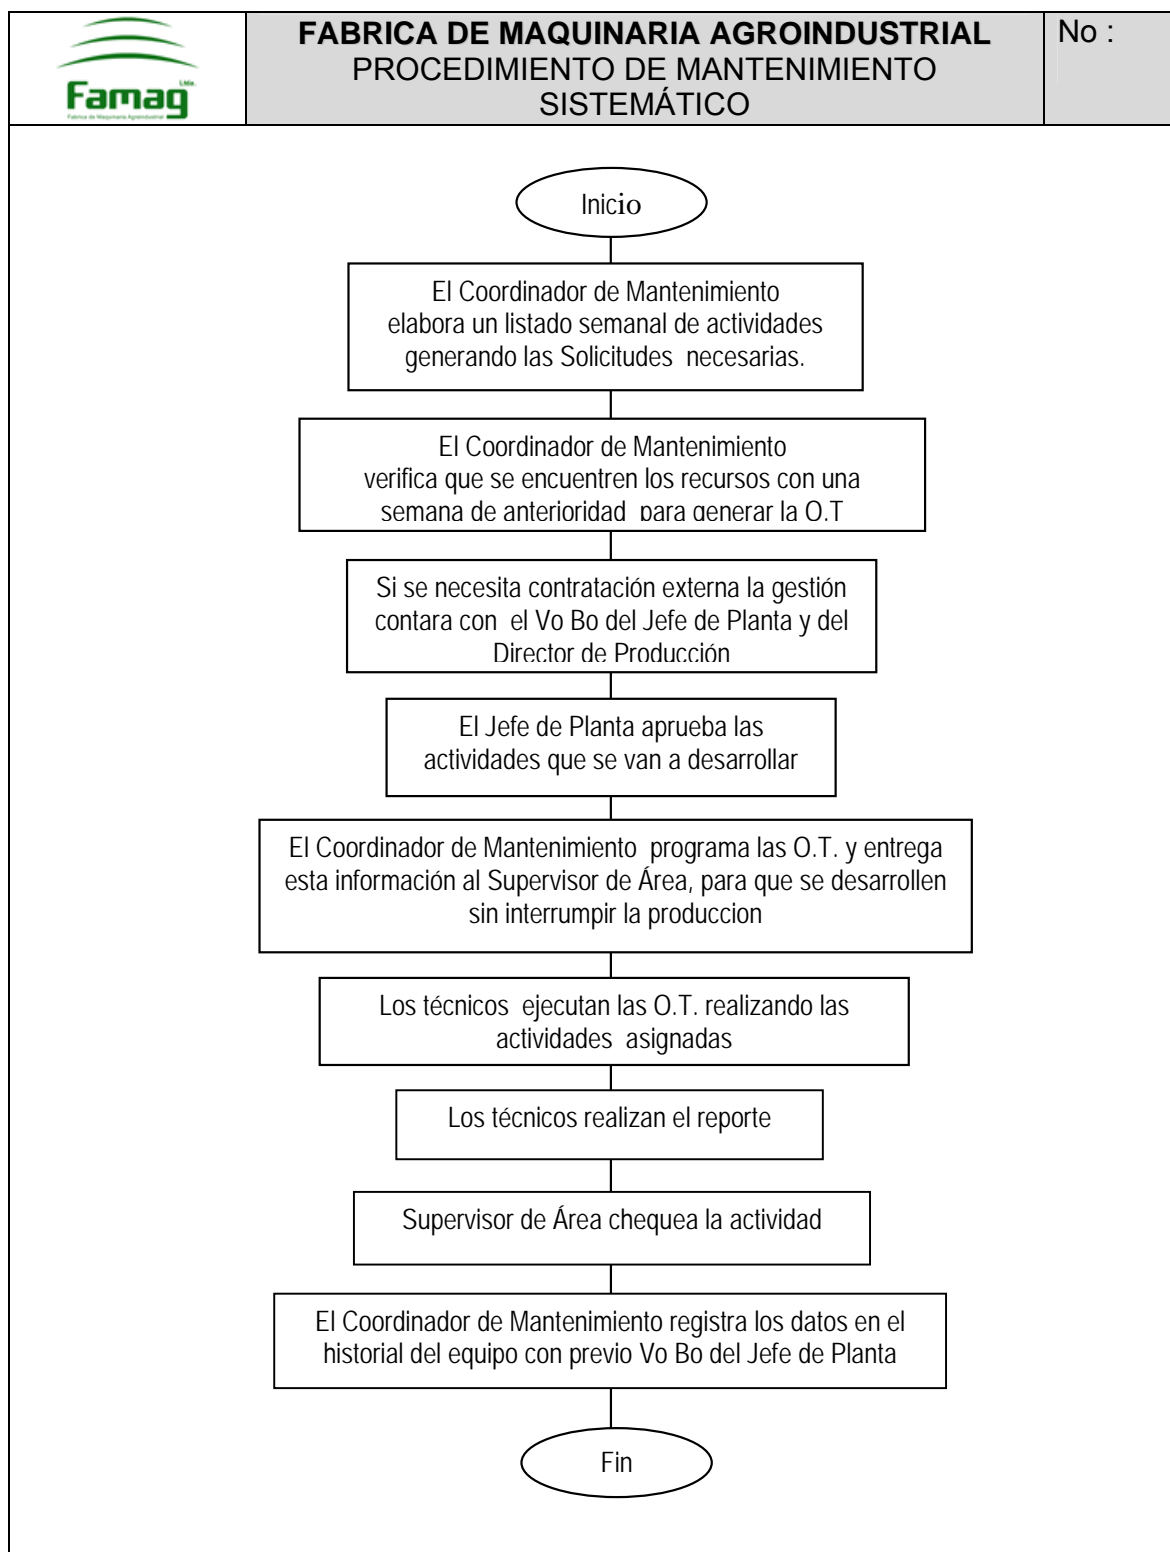 Ltda.
Famag
Fabrica de Maquinaria Agroindustrial
FABRICA DE MAQUINARIA AGROINDUSTRIAL
PROCEDIMIENTO DE MANTENIMIENTO
SISTEMÁTICO
No :
Inicio
El Coordinador de Mantenimiento
elabora un listado semanal de actividades
generando las Solicitudes necesarias.
El Coordinador de Mantenimiento
verifica que se encuentren los recursos con una
semana de anterioridad para generar la O.T
Si se necesita contratación externa la gestión
contara con el Vo Bo del Jefe de Planta y del
Director de Producción
El Jefe de Planta aprueba las
actividades que se van a desarrollar
El Coordinador de Mantenimiento programa las O.T. y entrega
esta información al Supervisor de Área, para que se desarrollen
sin interrumpir la produccion
Los técnicos ejecutan las O.T. realizando las
actividades asignadas
Los técnicos realizan el reporte
Supervisor de Área chequea la actividad
El Coordinador de Mantenimiento registra los datos en el
historial del equipo con previo Vo Bo del Jefe de Planta
Fin